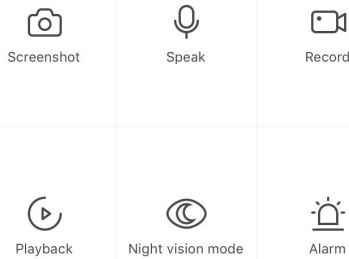 Screenshot
Speak
Record
Playback
Night vision mode
Alarm